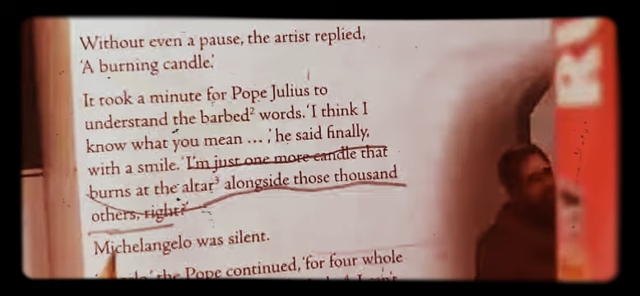 Without even a pause, the artist replied,
'A burning candle.'
It took a minute for Pope Julius to
understand the barbed² words. 'I think I
know what you mean ... ,' he said finally,
with a smile. 'I'm just one more candle that
burns at the altar³ alongside those thousand
others, right?'
Michelangelo was silent.
the Pope continued, 'for four whole